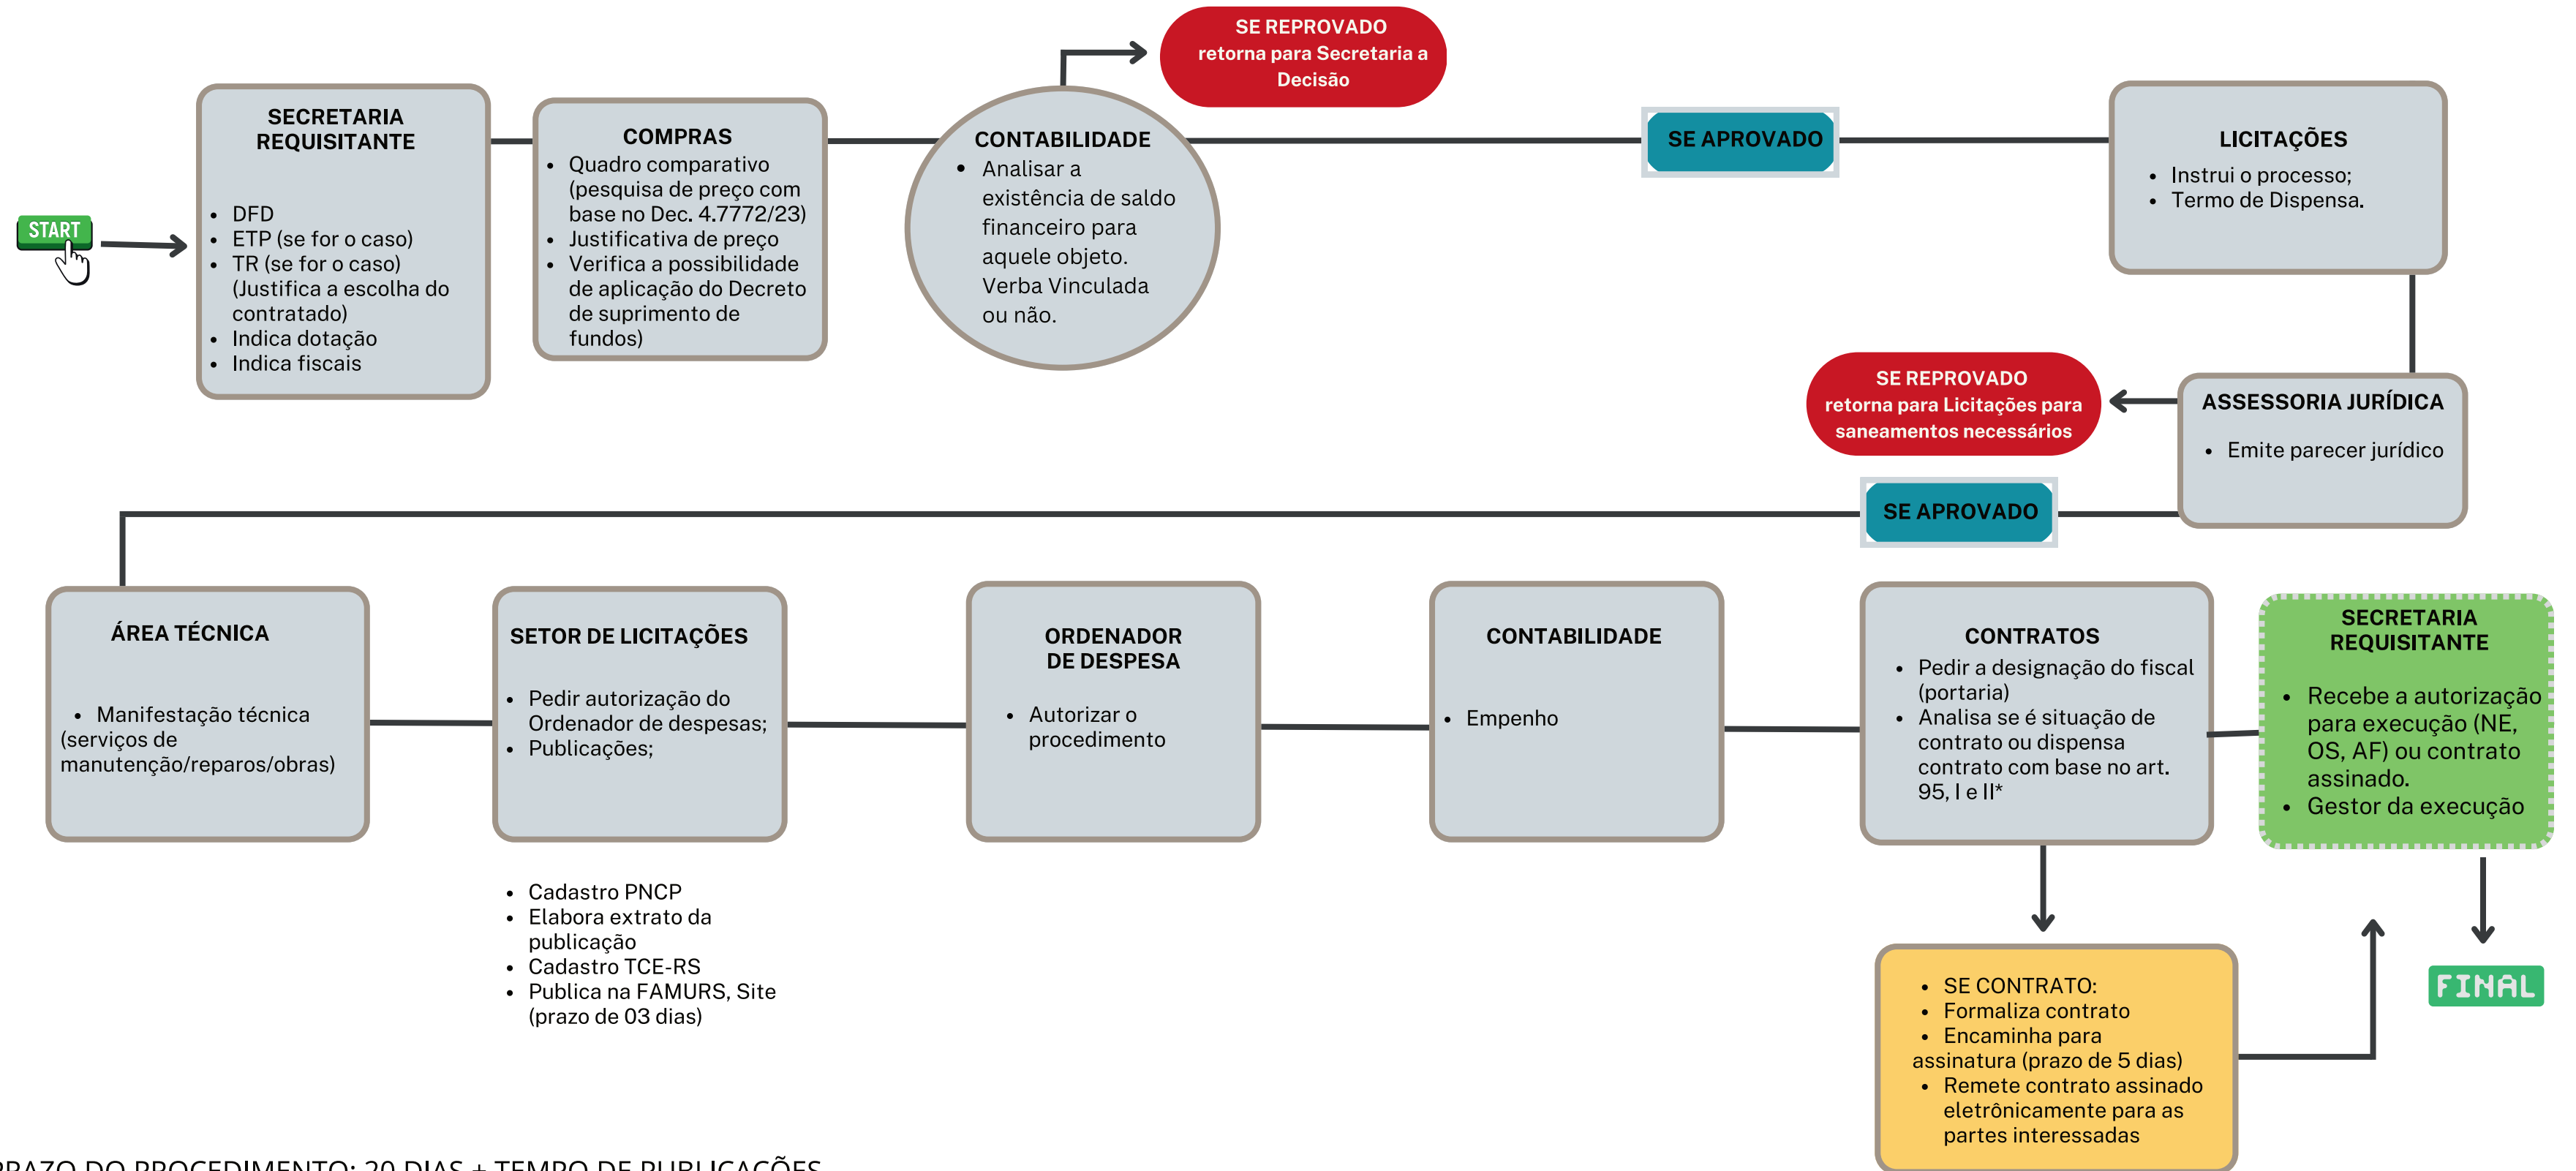 START
SECRETARIA
REQUISITANTE
• DFD
• ETP (se for o caso)
• TR (se for o caso)
(Justifica a escolha do
contratado)
• Indica dotação
• Indica fiscais
COMPRAS
• Quadro comparativo
(pesquisa de preço com
base no Dec. 4.7772/23)
• Justificativa de preço
• Verifica a possibilidade
de aplicação do Decreto
de suprimento de
fundos)
CONTABILIDADE
• Analisar a
existência de saldo
financeiro para
aquele objeto.
Verba Vinculada
ou não.
SE REPROVADO
retorna para Secretaria a
Decisão
SE APROVADO
LICITAÇÕES
• Instrui o processo;
• Termo de Dispensa.
ASSESSORIA JURÍDICA
• Emite parecer jurídico
SE REPROVADO
retorna para Licitações para
saneamentos necessários
SE APROVADO
ÁREA TÉCNICA
• Manifestação técnica
(serviços de
manutenção/reparos/obras)
SETOR DE LICITAÇÕES
• Pedir autorização do
Ordenador de despesas;
• Publicações;
• Cadastro PNCP
• Elabora extrato da
publicação
• Cadastro TCE-RS
• Publica na FAMURS, Site
(prazo de 03 dias)
ORDENADOR
DE DESPESA
• Autorizar o
procedimento
CONTABILIDADE
• Empenho
CONTRATOS
• Pedir a designação do fiscal
(portaria)
• Analisa se é situação de
contrato ou dispensa
contrato com base no art.
95, I e II*
• SE CONTRATO:
• Formaliza contrato
• Encaminha para
assinatura (prazo de 5 dias)
• Remete contrato assinado
eletrônicamente para as
partes interessadas
SECRETARIA
REQUISITANTE
• Recebe a autorização
para execução (NE,
OS, AF) ou contrato
assinado.
• Gestor da execução
FINAL
PRAZO DO PROCEDIMENTO: 20 DIAS + TEMPO DE PUBLICAÇÕES